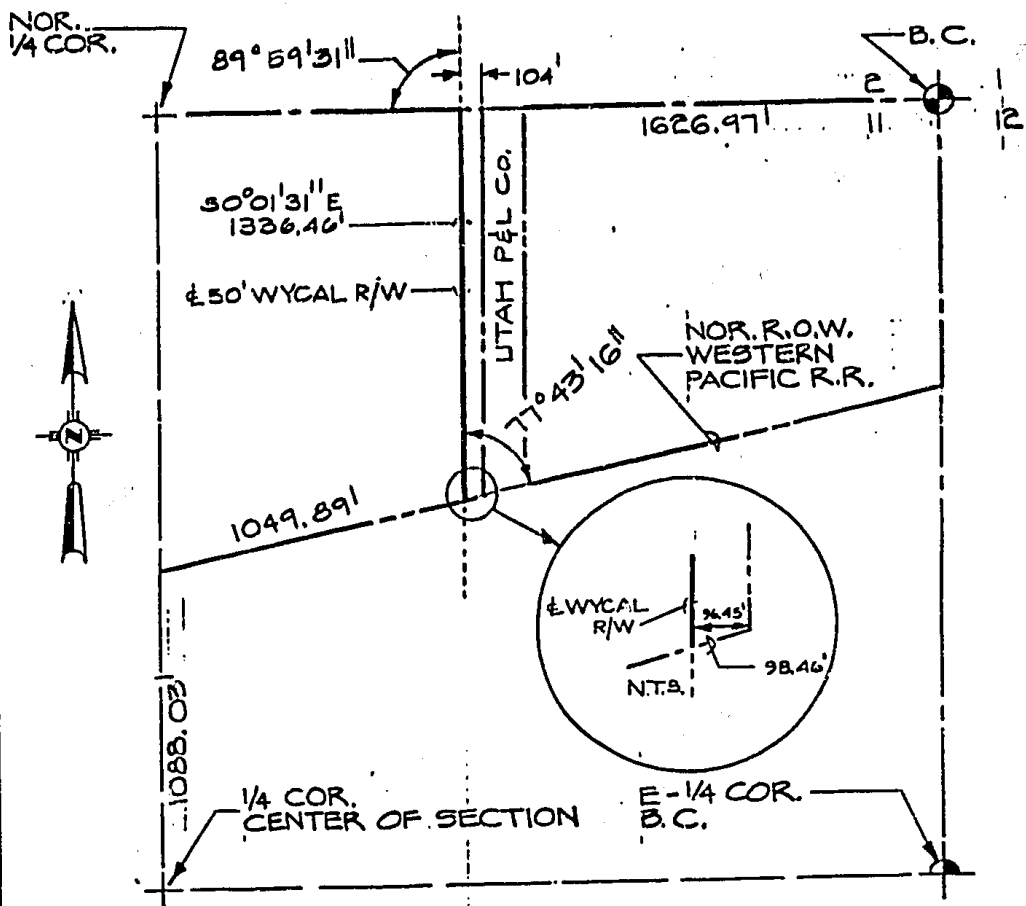 NOR.
1/4 COR.
89°59'31"
104'
B.C.
2
1
1626.97'
11
12
S0°01'31"E
1336.46'
UTAH P&L CO.
℄ 50' WYCAL R/W
77°43'16"
NOR. R.O.W.
WESTERN
PACIFIC R.R.
N
1049.89'
℄ WYCAL
R/W
96.45'
98.46'
N.T.S.
1088.03'
1/4 COR.
CENTER OF SECTION
E-1/4 COR.
B.C.